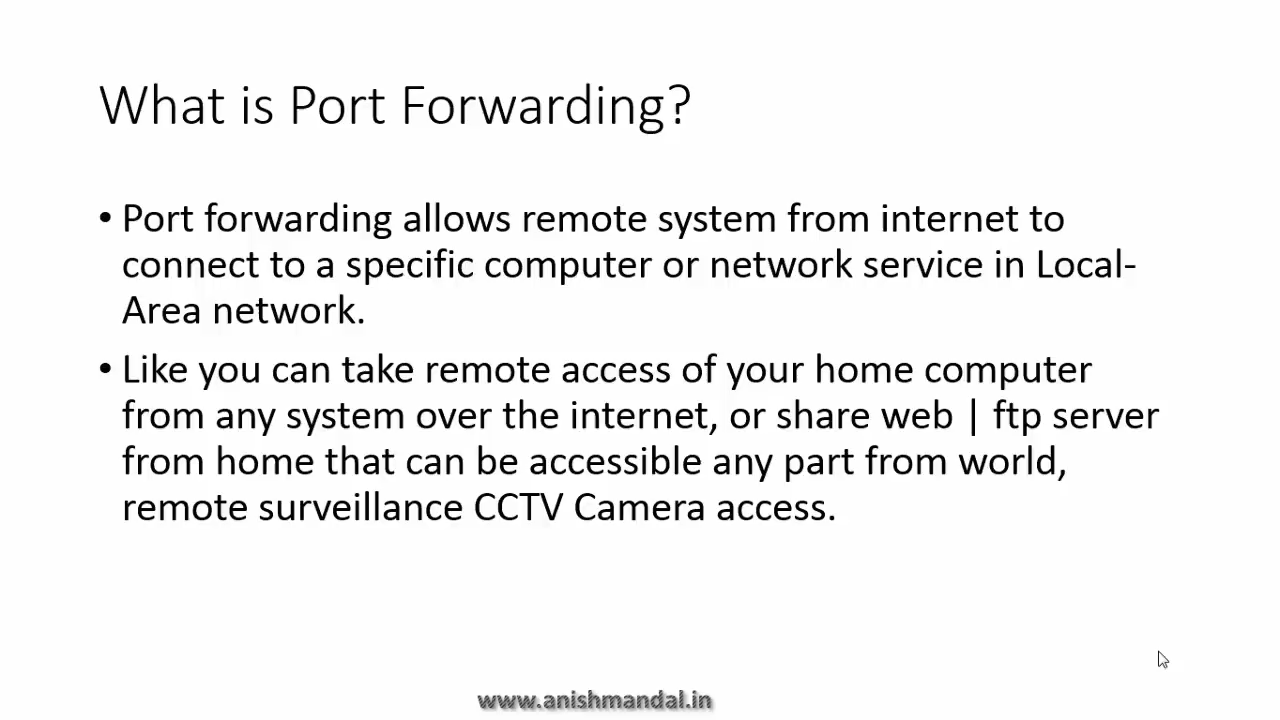 What is Port Forwarding?
• Port forwarding allows remote system from internet to
connect to a specific computer or network service in Local-
Area network.
• Like you can take remote access of your home computer
from any system over the internet, or share web | ftp server
from home that can be accessible any part from world,
remote surveillance CCTV Camera access.
www.anishmandal.in